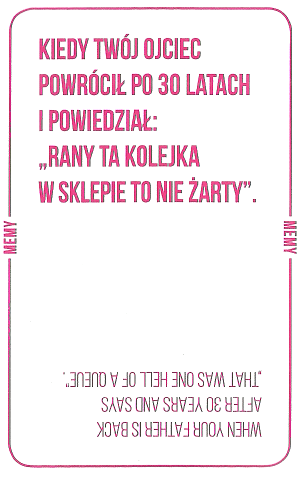 KIEDY TWÓJ OJCIEC
POWRÓCIŁ PO 30 LATACH
I POWIEDZIAŁ:
„RANY TA KOLEJKA
W SKLEPIE TO NIE ŻARTY”.
MEMY
MEMY
WHEN YOUR FATHER IS BACK
AFTER 30 YEARS AND SAYS
„THAT WAS ONE HELL OF A QUEUE”.